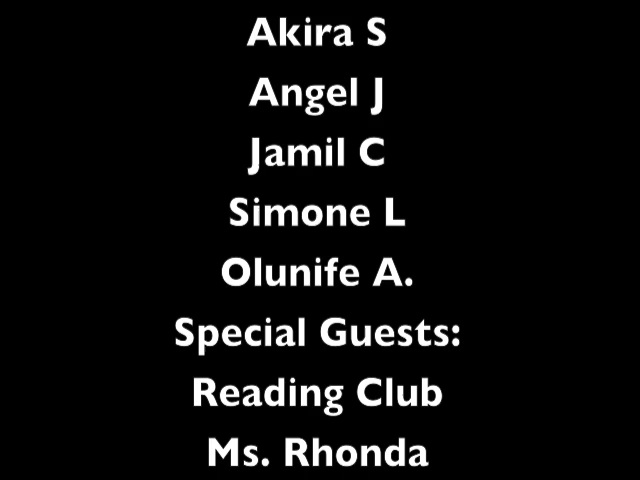 Akira S
Angel J
Jamil C
Simone L
Olunife A.
Special Guests:
Reading Club
Ms. Rhonda